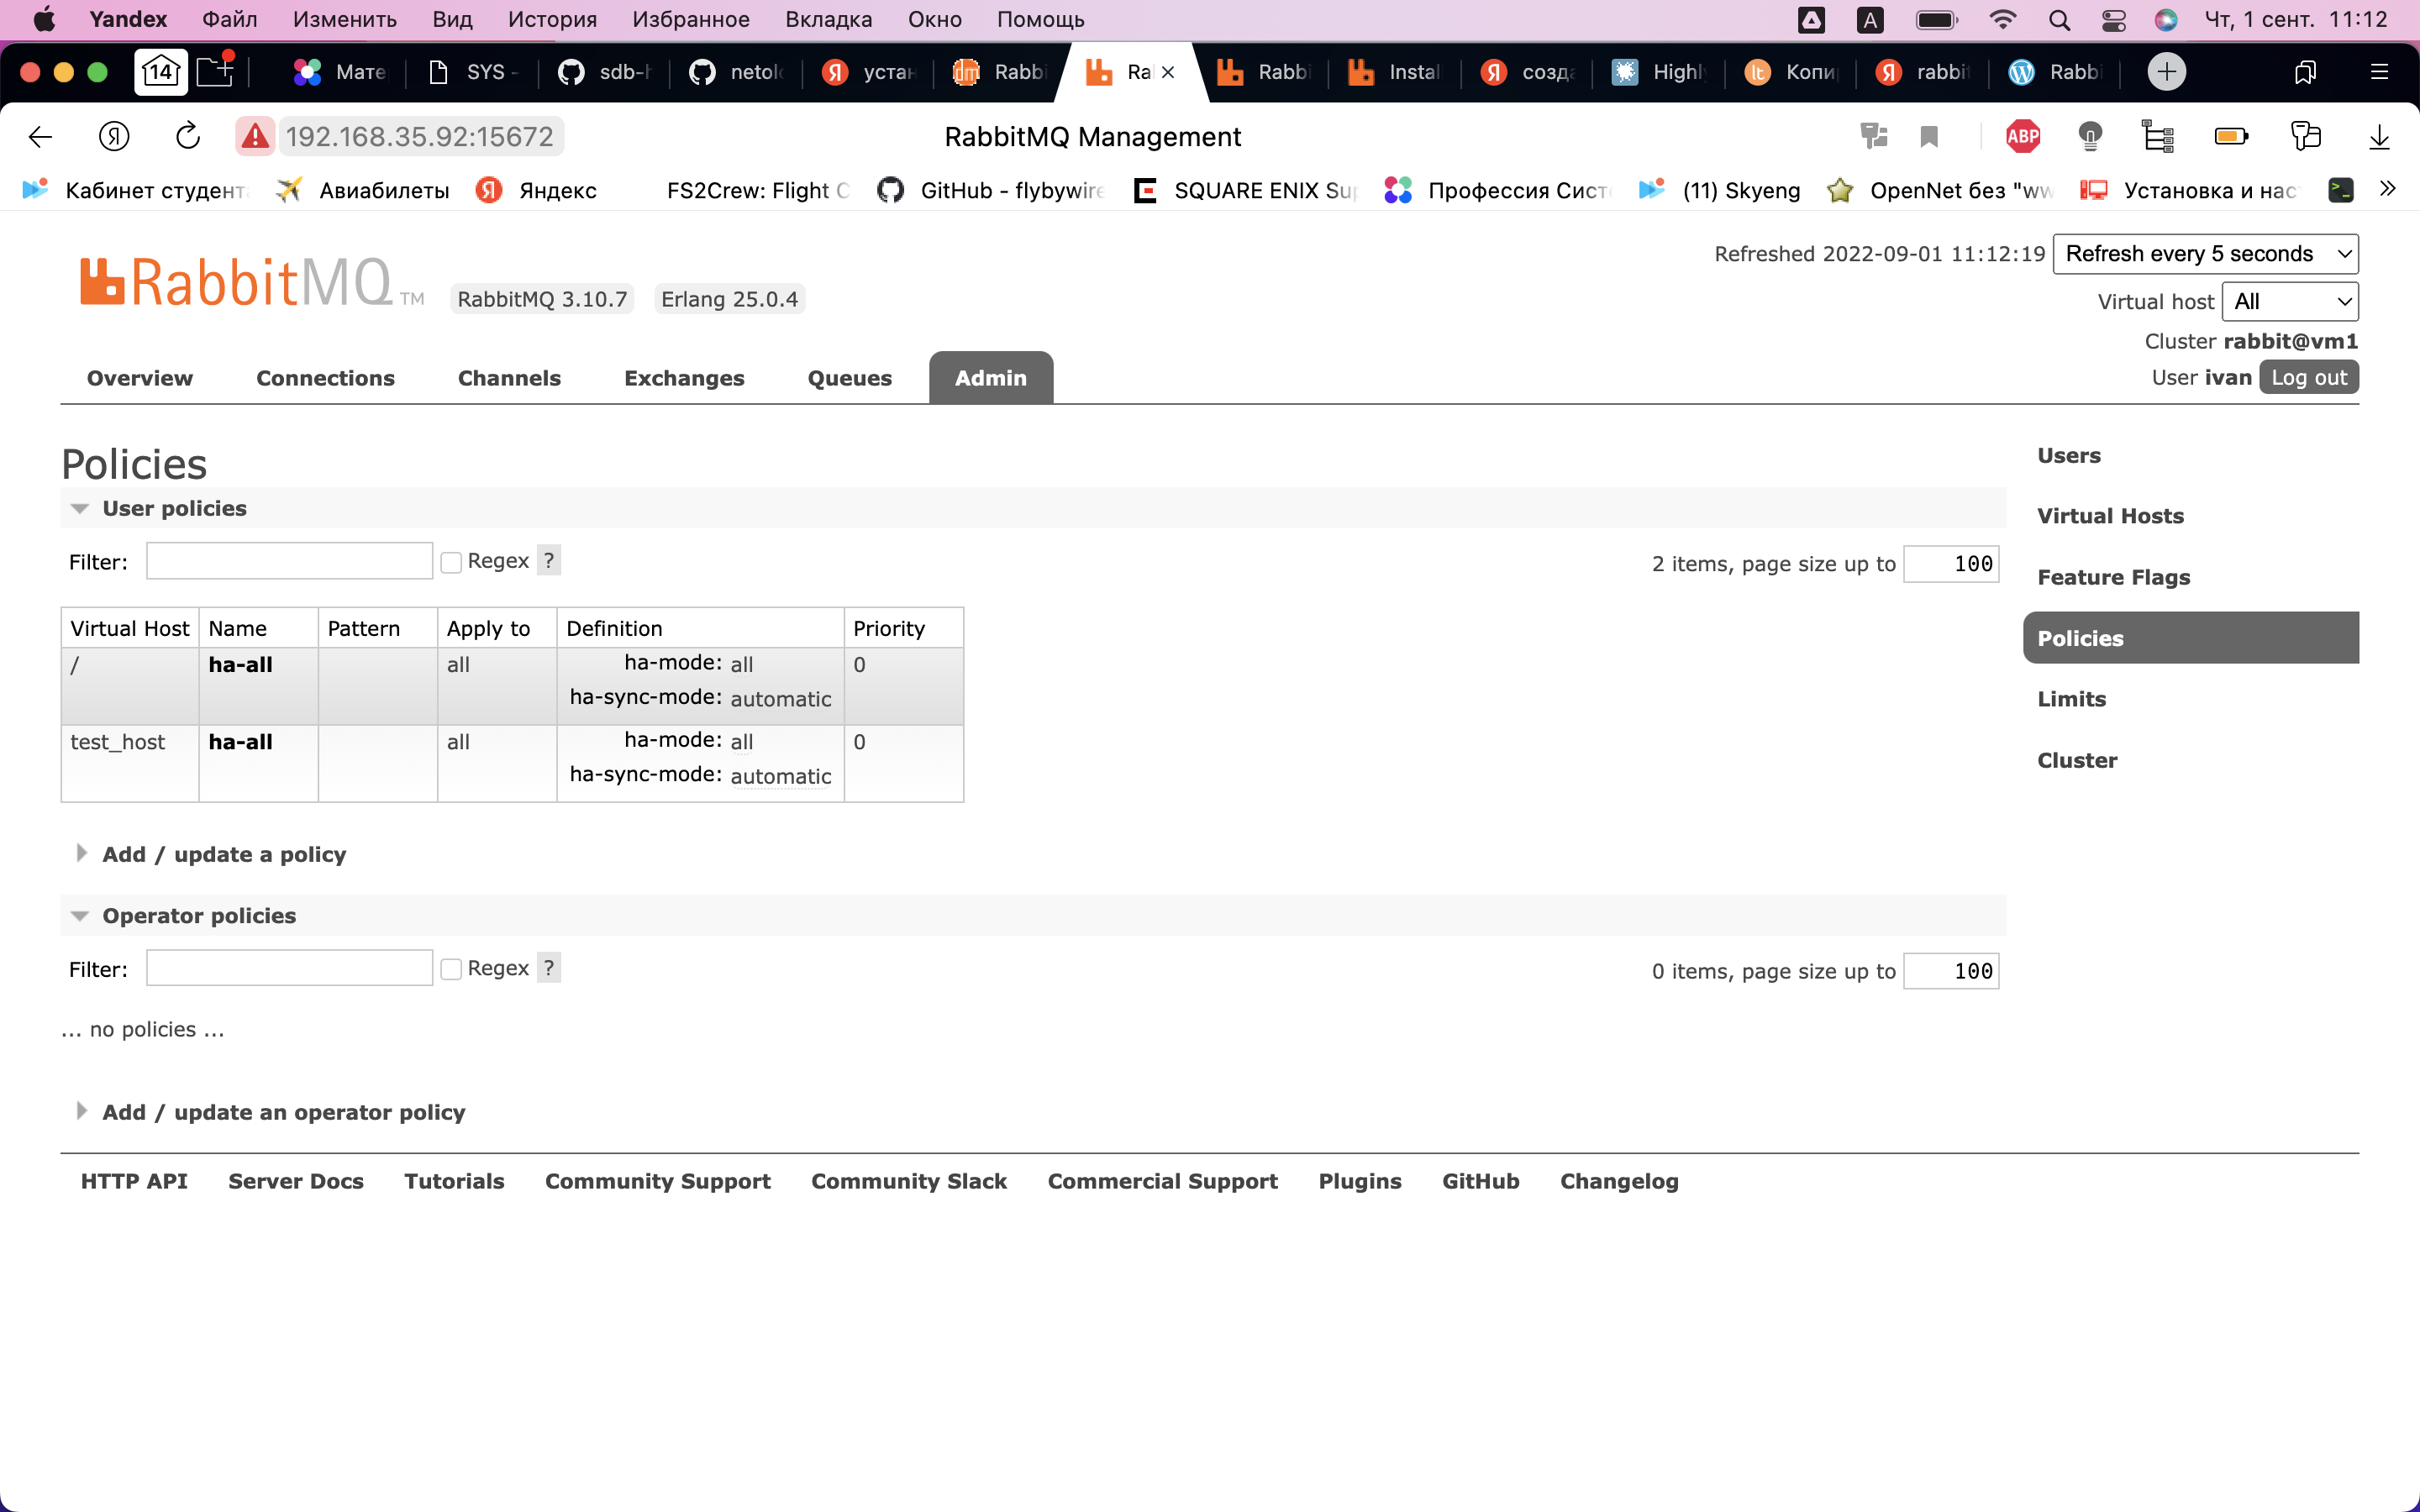 Yandex Файл Изменить Вид История Избранное Вкладка Окно Помощь A Чт, 1 сент. 11:12
14 Мате SYS - sdb-h netolo устан Rabbi Ral Rabbi Instal созда Highly Копи rabbit Rabbi
192.168.35.92:15672 RabbitMQ Management ABP
Кабинет студент Авиабилеты Яндекс FS2Crew: Flight C GitHub - flybywire SQUARE ENIX Sup Профессия Систе (11) Skyeng OpenNet без "ww Установка и нас
Refreshed 2022-09-01 11:12:19 Refresh every 5 seconds
RabbitMQ TM RabbitMQ 3.10.7 Erlang 25.0.4
Virtual host All
Cluster rabbit@vm1
User ivan Log out
Overview Connections Channels Exchanges Queues Admin
Policies
User policies
Filter: Regex ? 2 items, page size up to 100
Virtual Host Name Pattern Apply to Definition Priority
/ ha-all all ha-mode: all 0
ha-sync-mode: automatic
test_host ha-all all ha-mode: all 0
ha-sync-mode: automatic
Add / update a policy
Operator policies
Filter: Regex ? 0 items, page size up to 100
... no policies ...
Add / update an operator policy
Users
Virtual Hosts
Feature Flags
Policies
Limits
Cluster
HTTP API Server Docs Tutorials Community Support Community Slack Commercial Support Plugins GitHub Changelog